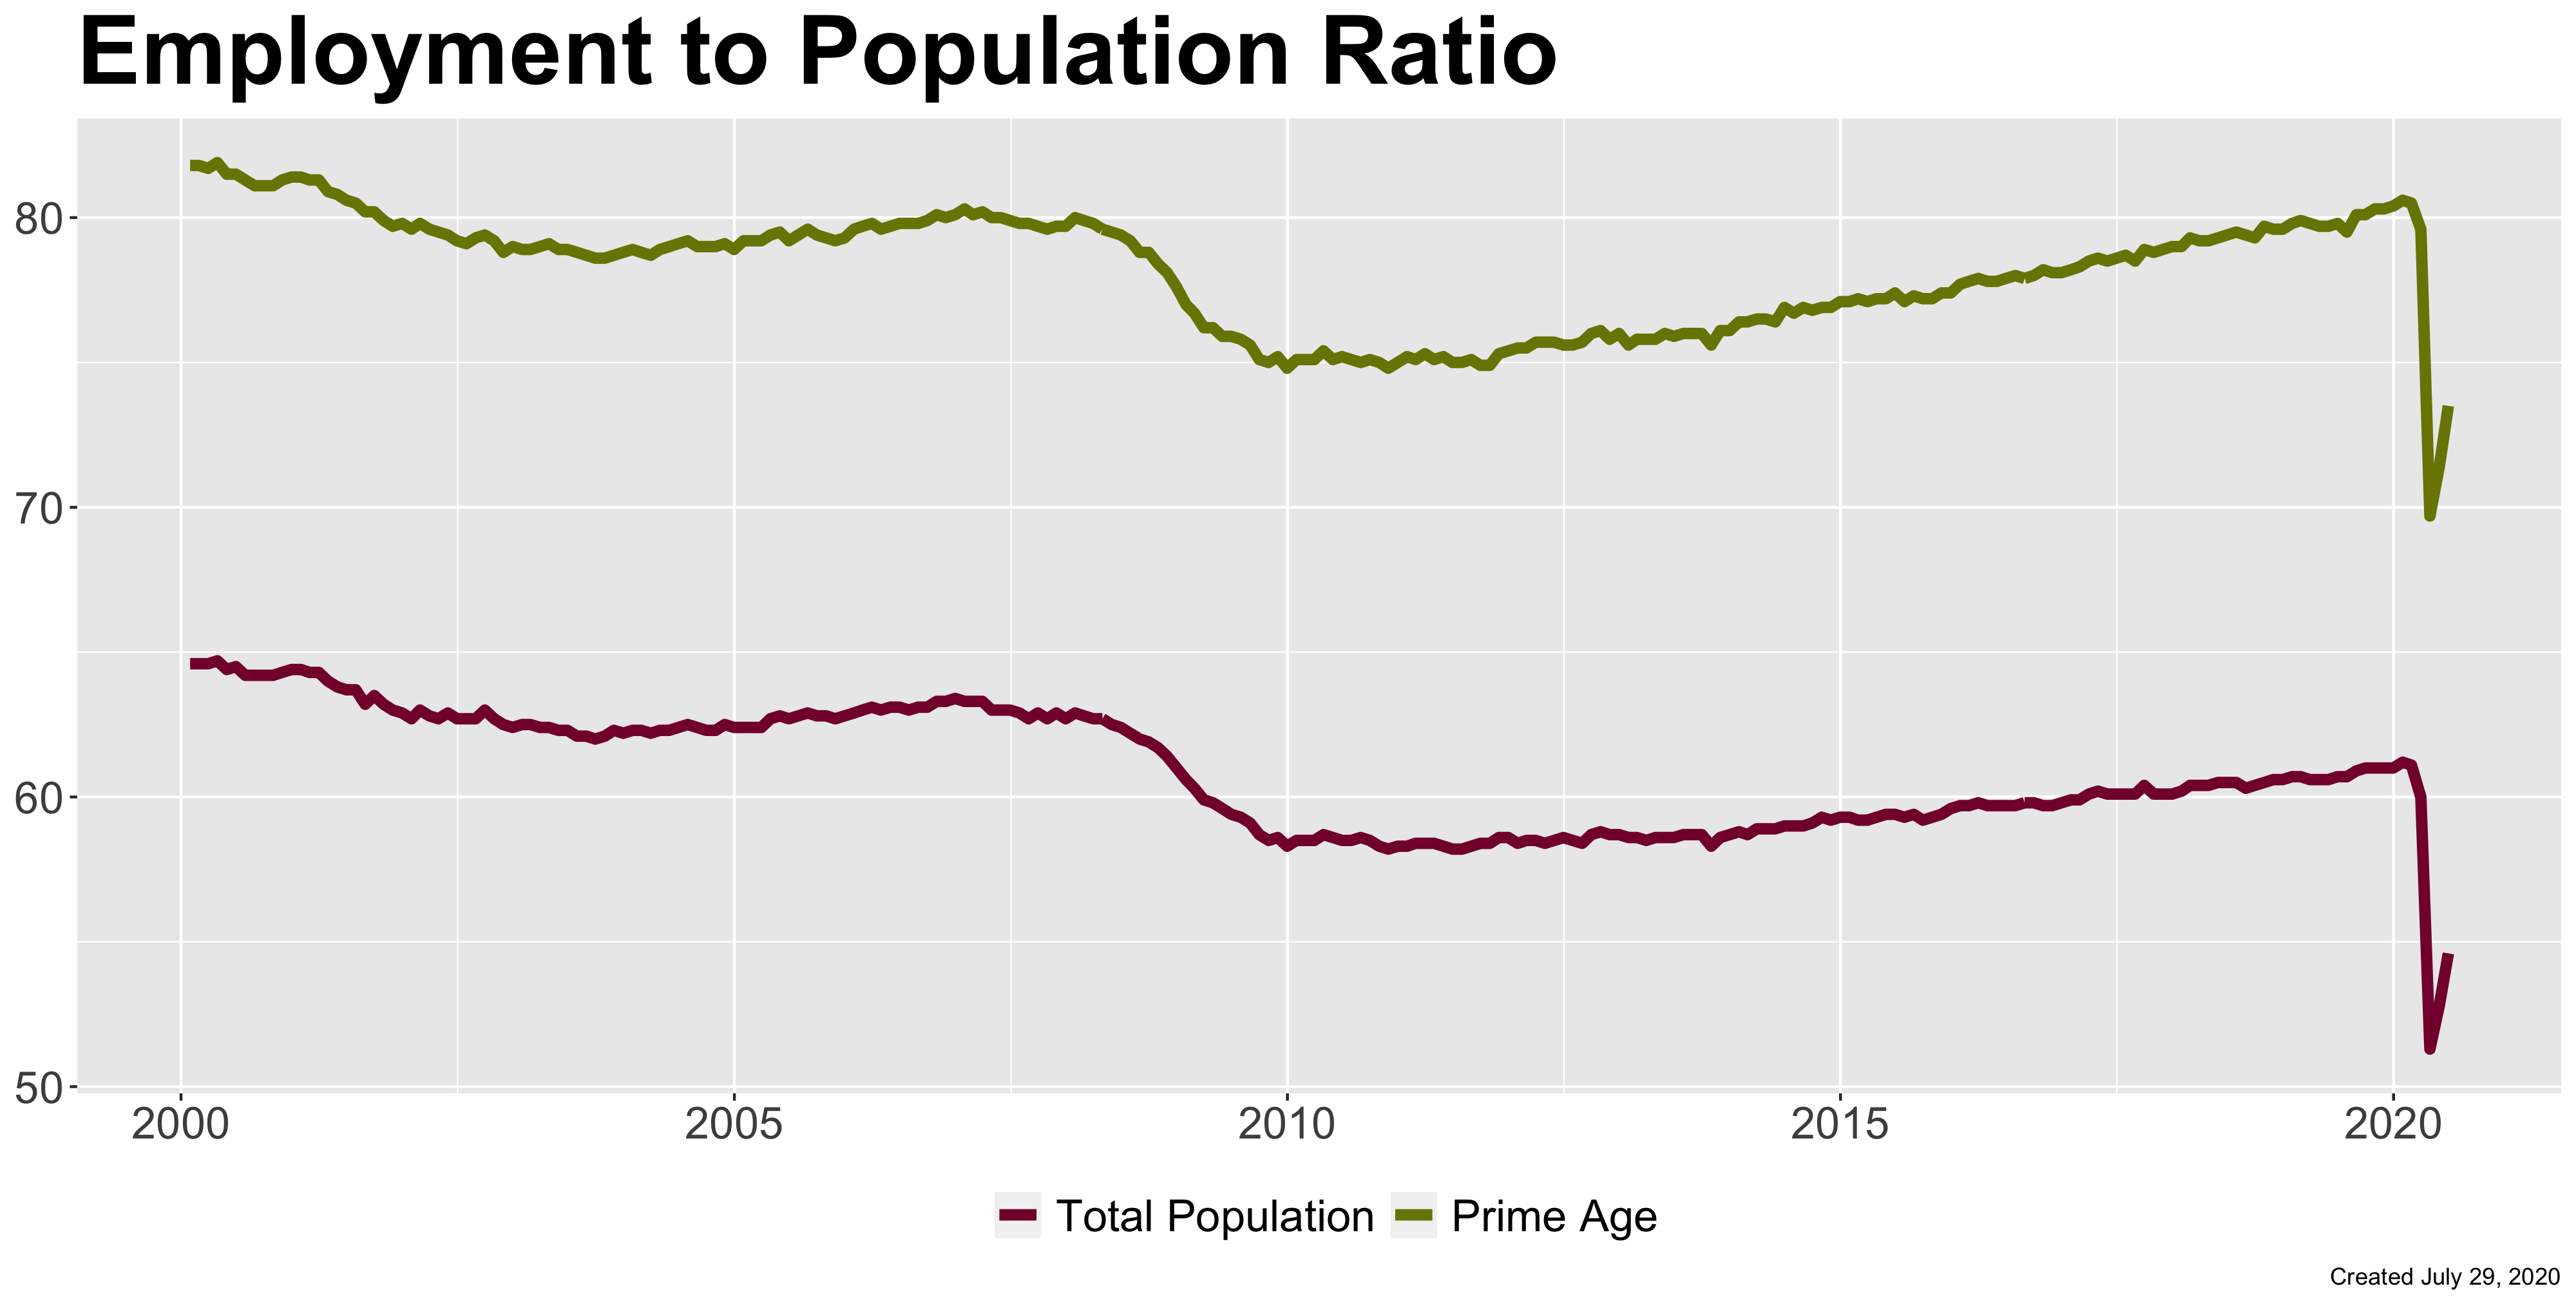 Employment to Population Ratio
80
70
60
50
2000 2005 2010 2015 2020
Total Population Prime Age
Created July 29, 2020